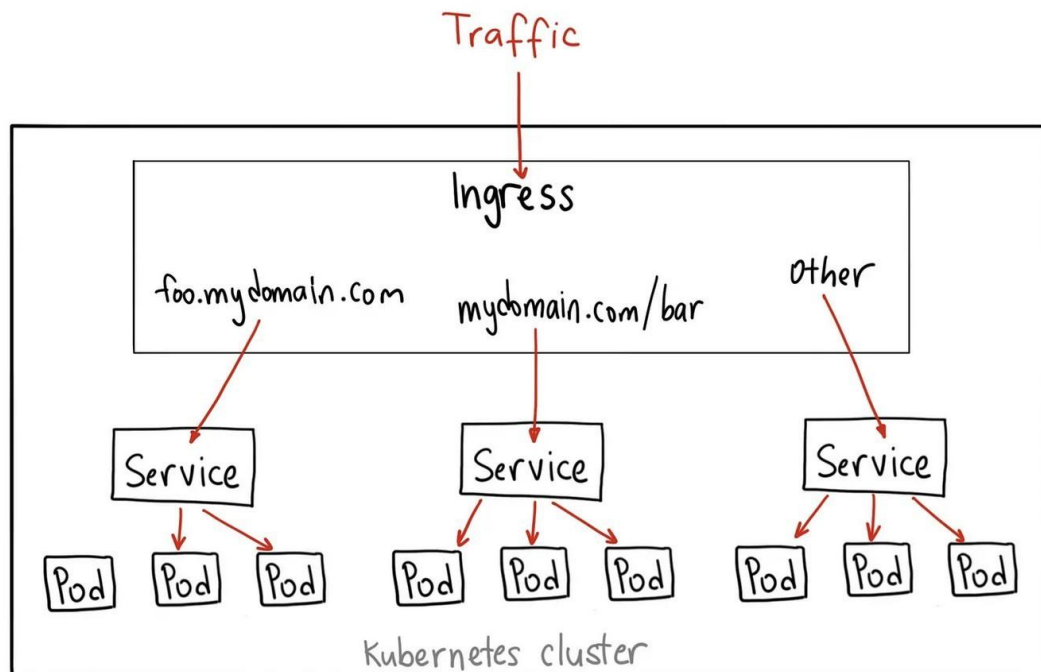 Traffic
Ingress
foo.mydomain.com
mydomain.com/bar
other
Service
Service
Service
Pod
Pod
Pod
Pod
Pod
Pod
Pod
Pod
Pod
Kubernetes cluster